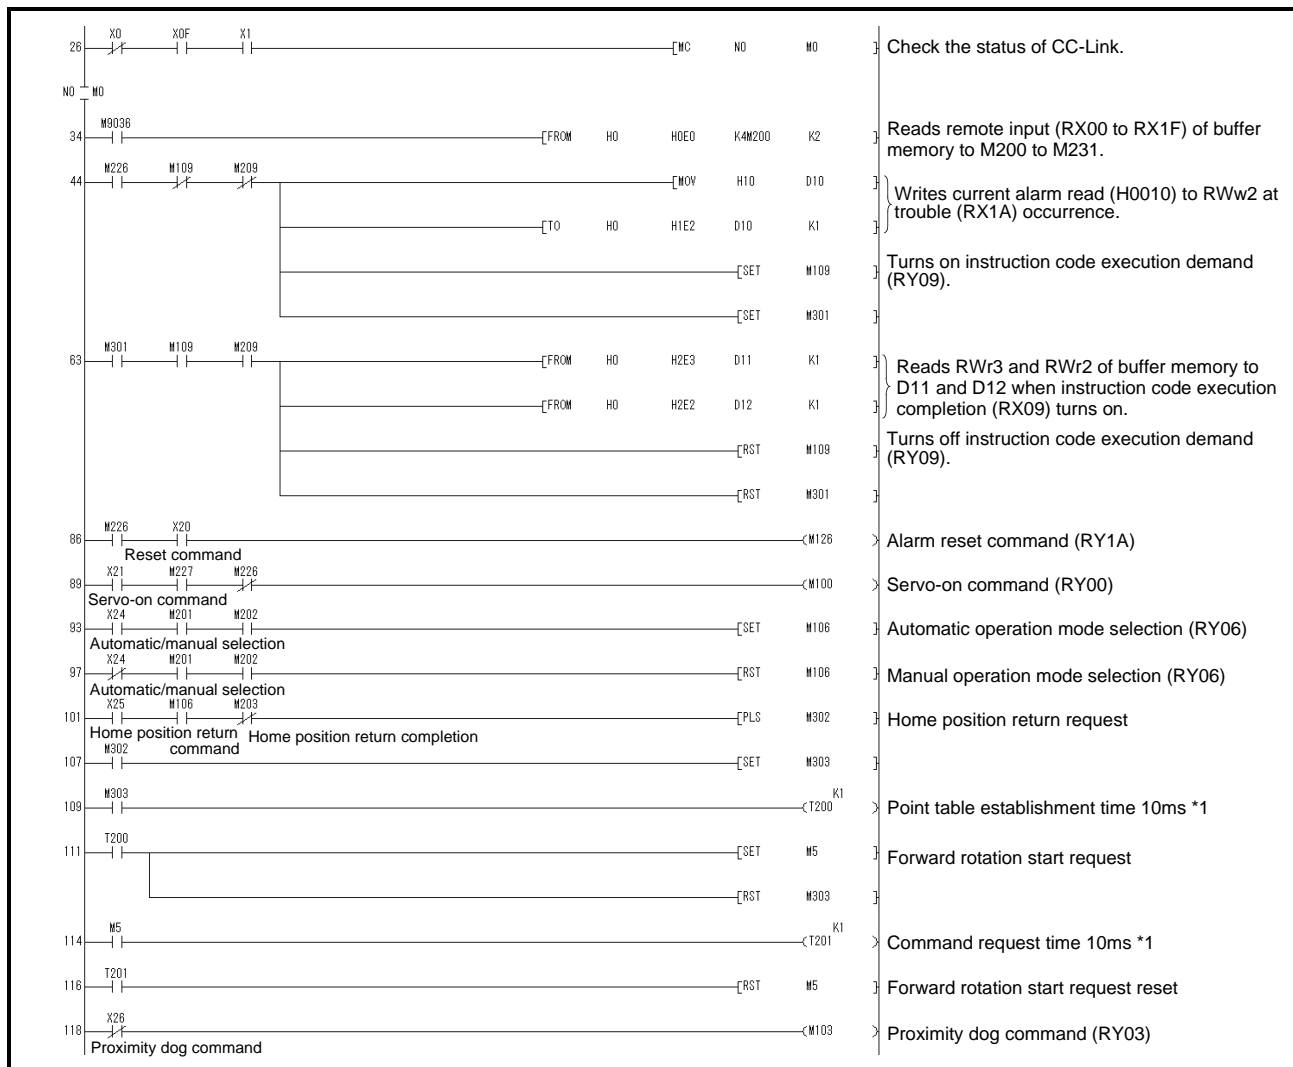 X0 X0F X1
26 [MC N0 M0 ] Check the status of CC-Link.
N0 M0
M9036
34 [FROM H0 H0E0 K4M200 K2 ] Reads remote input (RX00 to RX1F) of buffer
memory to M200 to M231.
M226 M109 M209
44 [MOV H10 D10 ] Writes current alarm read (H0010) to RWw2 at
trouble (RX1A) occurrence.
[TO H0 H1E2 D10 K1 ]
[SET M109 ] Turns on instruction code execution demand
(RY09).
[SET M301 ]
M301 M109 M209
63 [FROM H0 H2E3 D11 K1 ] Reads RWr3 and RWr2 of buffer memory to
D11 and D12 when instruction code execution
[FROM H0 H2E2 D12 K1 ] completion (RX09) turns on.
[RST M109 ] Turns off instruction code execution demand
(RY09).
[RST M301 ]
M226 X20
86 (M126 ) Alarm reset command (RY1A)
Reset command
X21 M227 M226
89 (M100 ) Servo-on command (RY00)
Servo-on command
X24 M201 M202
93 [SET M106 ] Automatic operation mode selection (RY06)
Automatic/manual selection
X24 M201 M202
97 [RST M106 ] Manual operation mode selection (RY06)
Automatic/manual selection
X25 M106 M203
101 [PLS M302 ] Home position return request
Home position return command Home position return completion
M302
107 [SET M303 ]
M303 K1
109 (T200 ) Point table establishment time 10ms *1
T200
111 [SET M5 ] Forward rotation start request
[RST M303 ]
M5 K1
114 (T201 ) Command request time 10ms *1
T201
116 [RST M5 ] Forward rotation start request reset
X26
118 (M103 ) Proximity dog command (RY03)
Proximity dog command